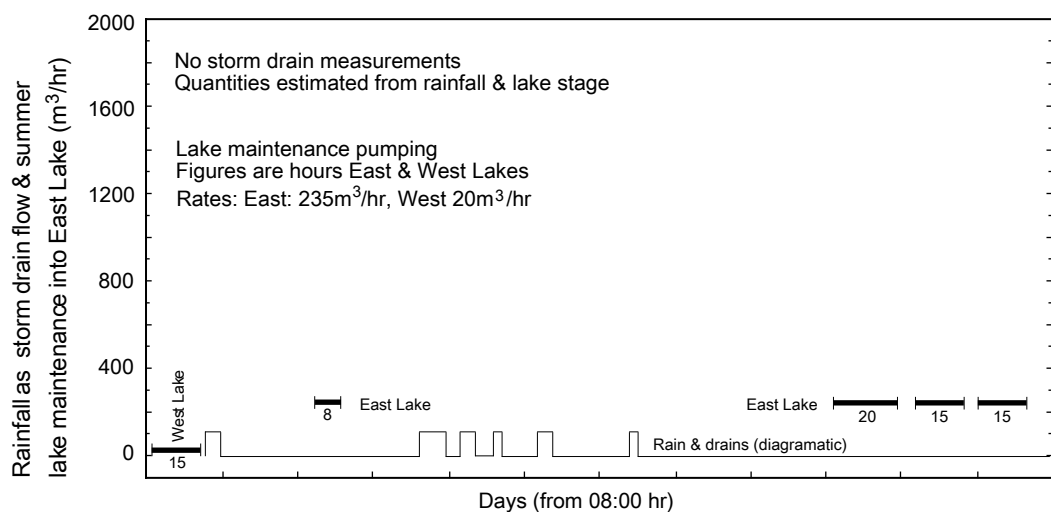 Rainfall as storm drain flow & summer
lake maintenance into East Lake (m³/hr)
2000
1600
1200
800
400
0
No storm drain measurements
Quantities estimated from rainfall & lake stage
Lake maintenance pumping
Figures are hours East & West Lakes
Rates: East: 235m³/hr, West 20m³/hr
West Lake
15
8
East Lake
East Lake
20
15
15
Rain & drains (diagramatic)
Days (from 08:00 hr)